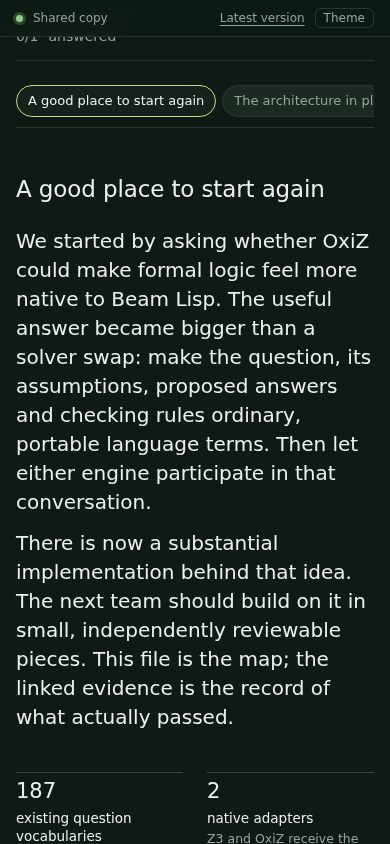 Shared copy
Latest version
Theme
0/1 answered
A good place to start again
The architecture in pl
A good place to start again
We started by asking whether OxiZ
could make formal logic feel more
native to Beam Lisp. The useful
answer became bigger than a
solver swap: make the question, its
assumptions, proposed answers
and checking rules ordinary,
portable language terms. Then let
either engine participate in that
conversation.
There is now a substantial
implementation behind that idea.
The next team should build on it in
small, independently reviewable
pieces. This file is the map; the
linked evidence is the record of
what actually passed.
187
existing question
vocabularies
2
native adapters
Z3 and OxiZ receive the